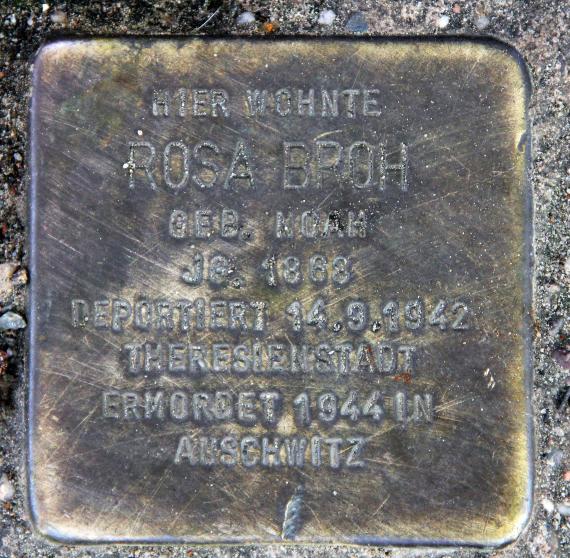 HIER WOHNTE
ROSA BROH
GEB. NOAH
JG. 1868
DEPORTIERT 14.9.1942
THERESIENSTADT
ERMORDET 1944 IN
AUSCHWITZ